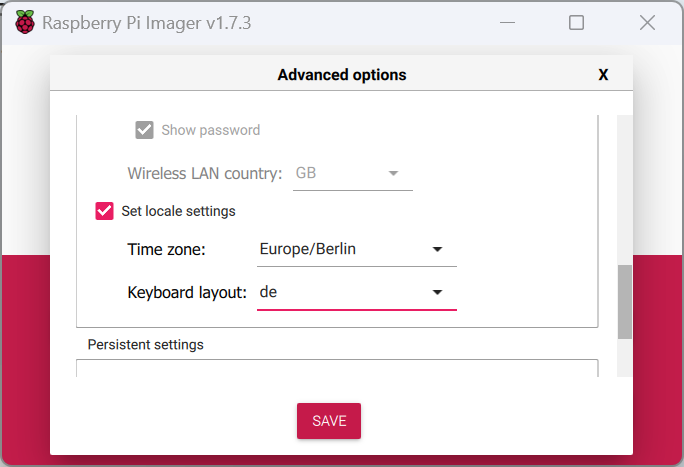 Raspberry Pi Imager v1.7.3
Advanced options X
Show password
Wireless LAN country: GB
Set locale settings
Time zone: Europe/Berlin
Keyboard layout: de
Persistent settings
SAVE